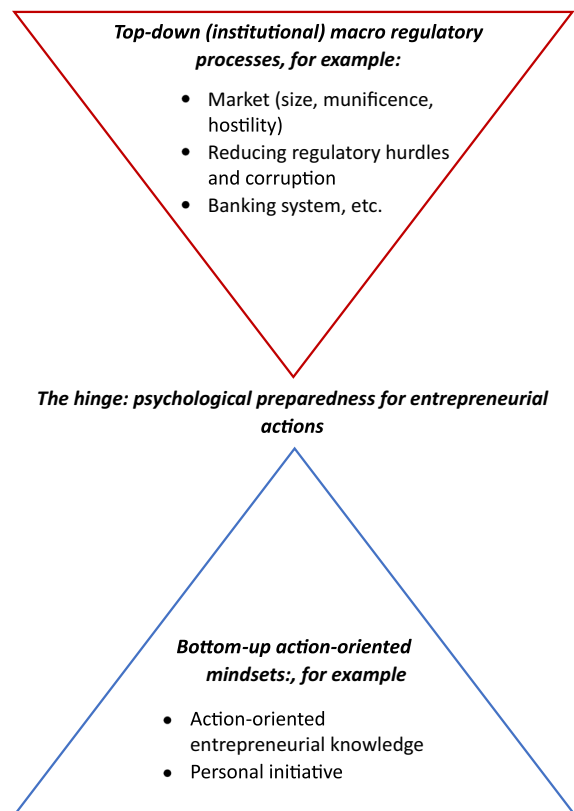 Top-down (institutional) macro regulatory
processes, for example:
• Market (size, munificence,
hostility)
• Reducing regulatory hurdles
and corruption
• Banking system, etc.
The hinge: psychological preparedness for entrepreneurial
actions
Bottom-up action-oriented
mindsets:, for example
• Action-oriented
entrepreneurial knowledge
• Personal initiative